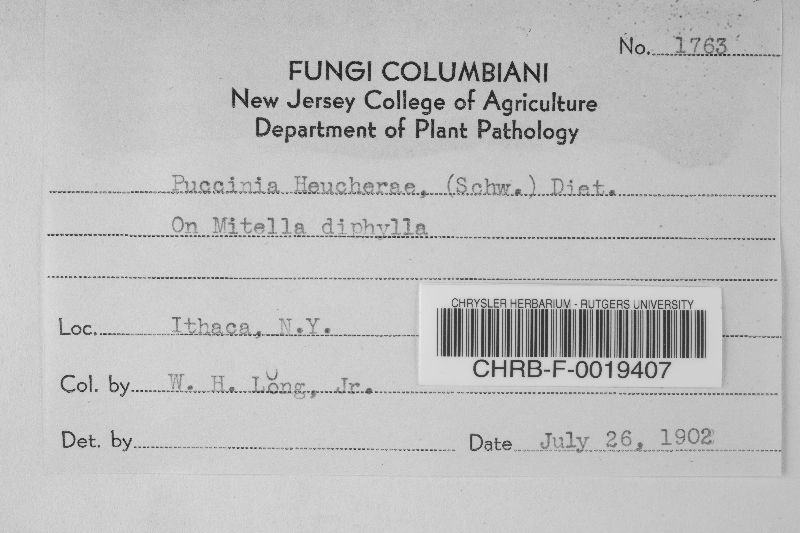 No. 1763
FUNGI COLUMBIANI
New Jersey College of Agriculture
Department of Plant Pathology
Puccinia Heucherae, (Schw.) Diet.
On Mitella diphylla
Loc. Ithaca, N.Y.
CHRYSLER HERBARIUM - RUTGERS UNIVERSITY
CHRB-F-0019407
Col. by W. H. Long, Jr.
Det. by
Date July 26, 1902